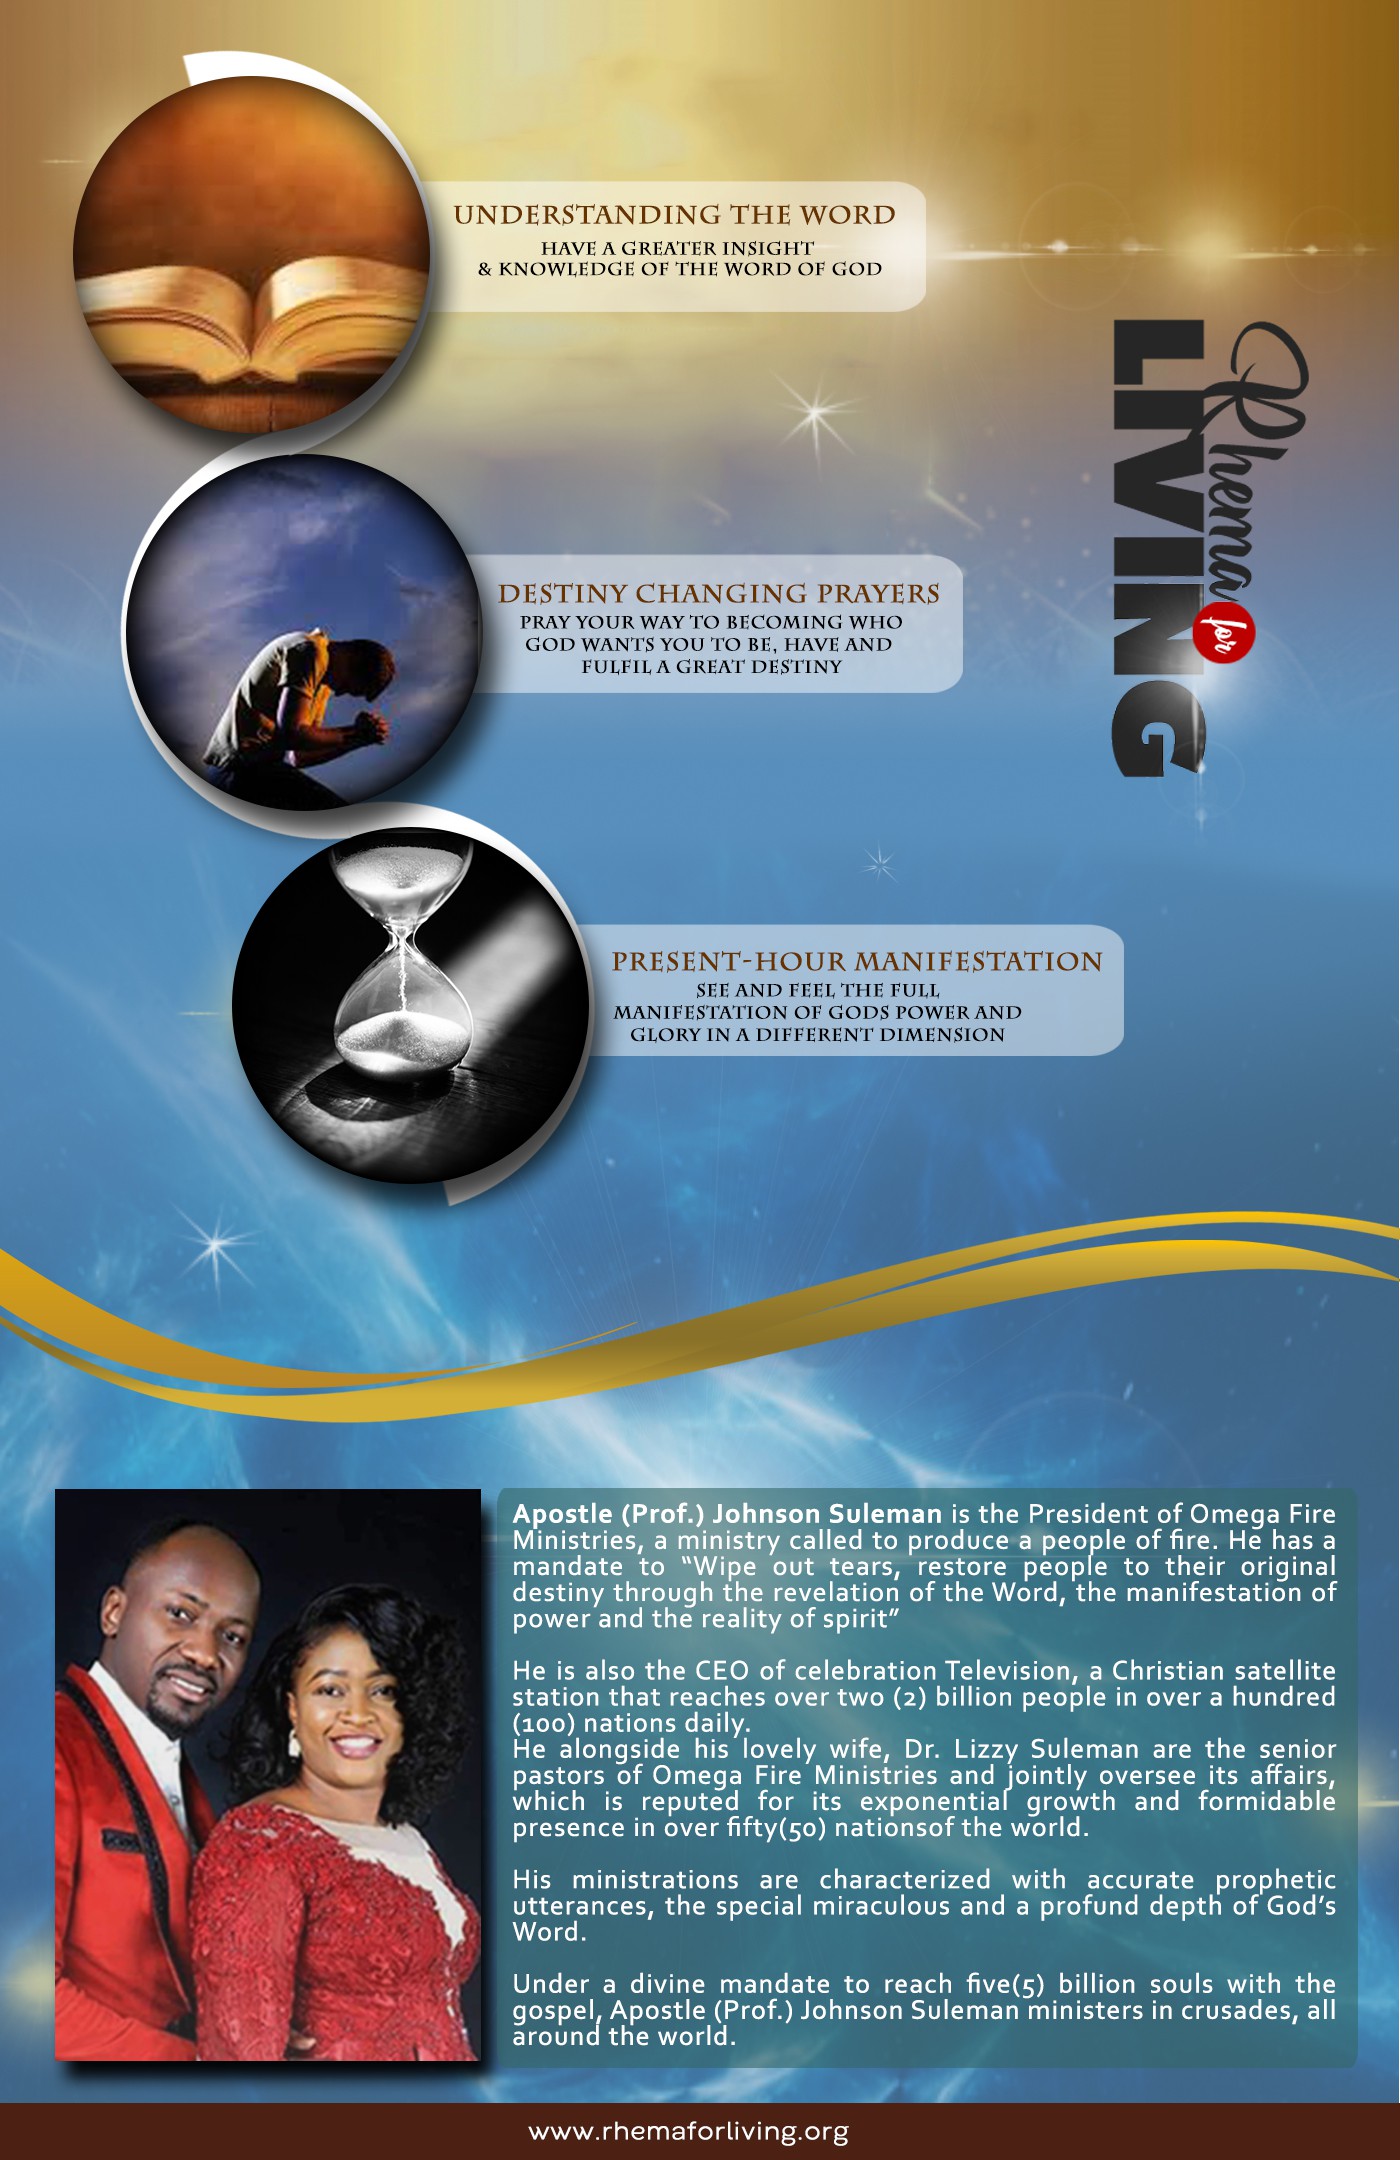 UNDERSTANDING THE WORD
HAVE A GREATER INSIGHT
& KNOWLEDGE OF THE WORD OF GOD
Rhema
for
LIVING
DESTINY CHANGING PRAYERS
PRAY YOUR WAY TO BECOMING WHO
GOD WANTS YOU TO BE, HAVE AND
FULFIL A GREAT DESTINY
PRESENT-HOUR MANIFESTATION
SEE AND FEEL THE FULL
MANIFESTATION OF GODS POWER AND
GLORY IN A DIFFERENT DIMENSION
Apostle (Prof.) Johnson Suleman is the President of Omega Fire
Ministries, a ministry called to produce a people of fire. He has a
mandate to “Wipe out tears, restore people to their original
destiny through the revelation of the Word, the manifestation of
power and the reality of spirit”
He is also the CEO of celebration Television, a Christian satellite
station that reaches over two (2) billion people in over a hundred
(100) nations daily.
He alongside his lovely wife, Dr. Lizzy Suleman are the senior
pastors of Omega Fire Ministries and jointly oversee its affairs,
which is reputed for its exponential growth and formidable
presence in over fifty(50) nationsof the world.
His ministrations are characterized with accurate prophetic
utterances, the special miraculous and a profund depth of God’s
Word.
Under a divine mandate to reach five(5) billion souls with the
gospel, Apostle (Prof.) Johnson Suleman ministers in crusades, all
around the world.
www.rhemaforliving.org